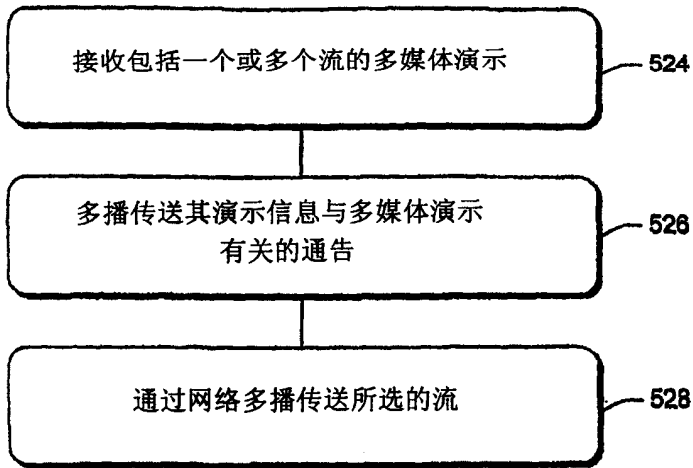 接收包括一个或多个流的多媒体演示
524
多播传送其演示信息与多媒体演示
有关的通告
526
通过网络多播传送所选的流
528